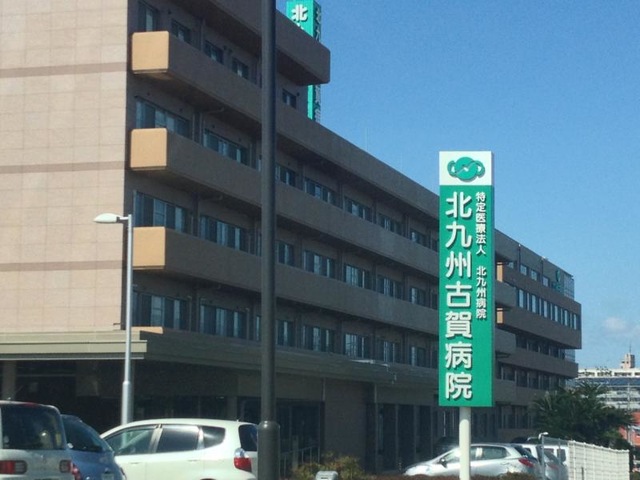 特定医療法人 北九州病院
北九州古賀病院
北